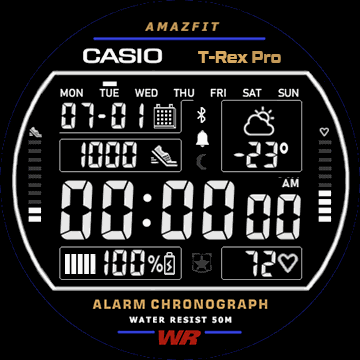 AMAZFIT
CASIO T-Rex Pro
MON TUE WED THU FRI SAT SUN
07-01
1000 -23°
AM
00:00 00
100% 72
ALARM CHRONOGRAPH
WATER RESIST 50M
WR